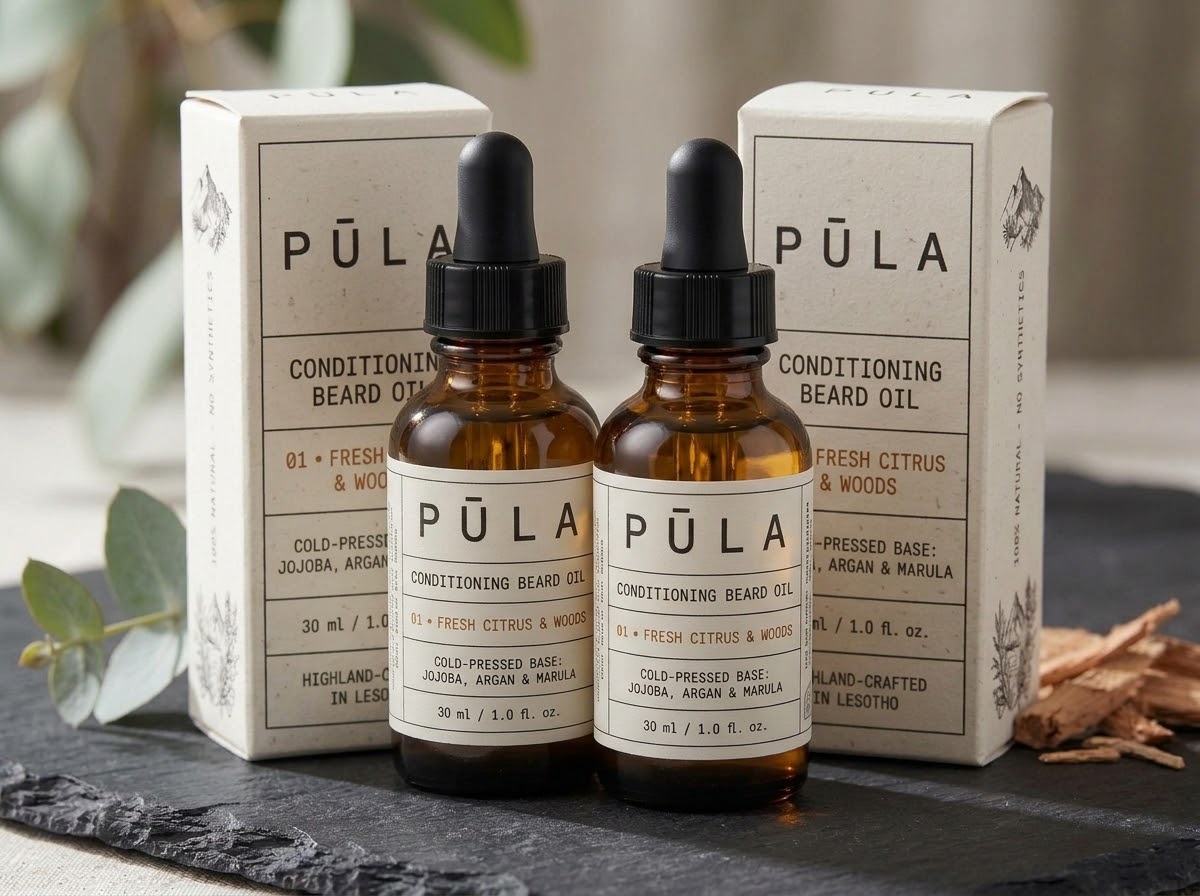 PŪLA
100% NATURAL - NO SYNTHETICS
PŪLA
CONDITIONING
BEARD OIL
01 • FRESH
& WOO
COLD-PRESSED
JOJOBA, ARGAN
30 ml / 1.0
HIGHLAND-C
IN LESO
PŪLA
CONDITIONING BEARD OIL
01 • FRESH CITRUS & WOODS
COLD-PRESSED BASE:
JOJOBA, ARGAN & MARULA
30 ml / 1.0 fl. oz.
PŪLA
CONDITIONING BEARD OIL
01 • FRESH CITRUS & WOODS
COLD-PRESSED BASE:
JOJOBA, ARGAN & MARULA
30 ml / 1.0 fl. oz.
PŪLA
PŪLA
CONDITIONING
BEARD OIL
FRESH CITRUS
& WOODS
-PRESSED BASE:
, ARGAN & MARULA
ml / 1.0 fl. oz.
HLAND-CRAFTED
IN LESOTHO
100% NATURAL - NO SYNTHETICS